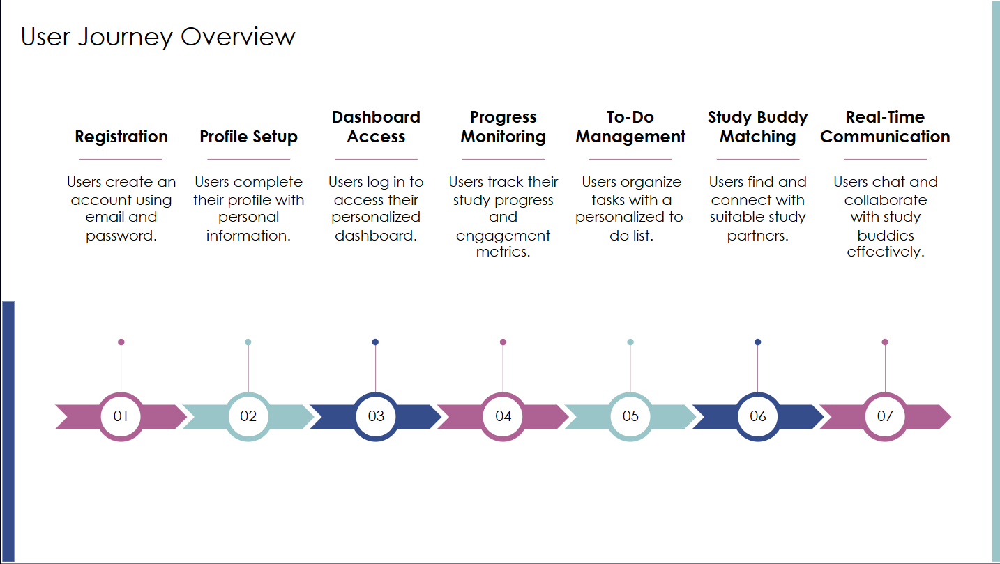 User Journey Overview
Registration
Users create an
account using
email and
password.
Profile Setup
Users complete
their profile with
personal
information.
Dashboard
Access
Users log in to
access their
personalized
dashboard.
Progress
Monitoring
Users track their
study progress
and
engagement
metrics.
To-Do
Management
Users organize
tasks with a
personalized to-
do list.
Study Buddy
Matching
Users find and
connect with
suitable study
partners.
Real-Time
Communication
Users chat and
collaborate
with study
buddies
effectively.
01
02
03
04
05
06
07